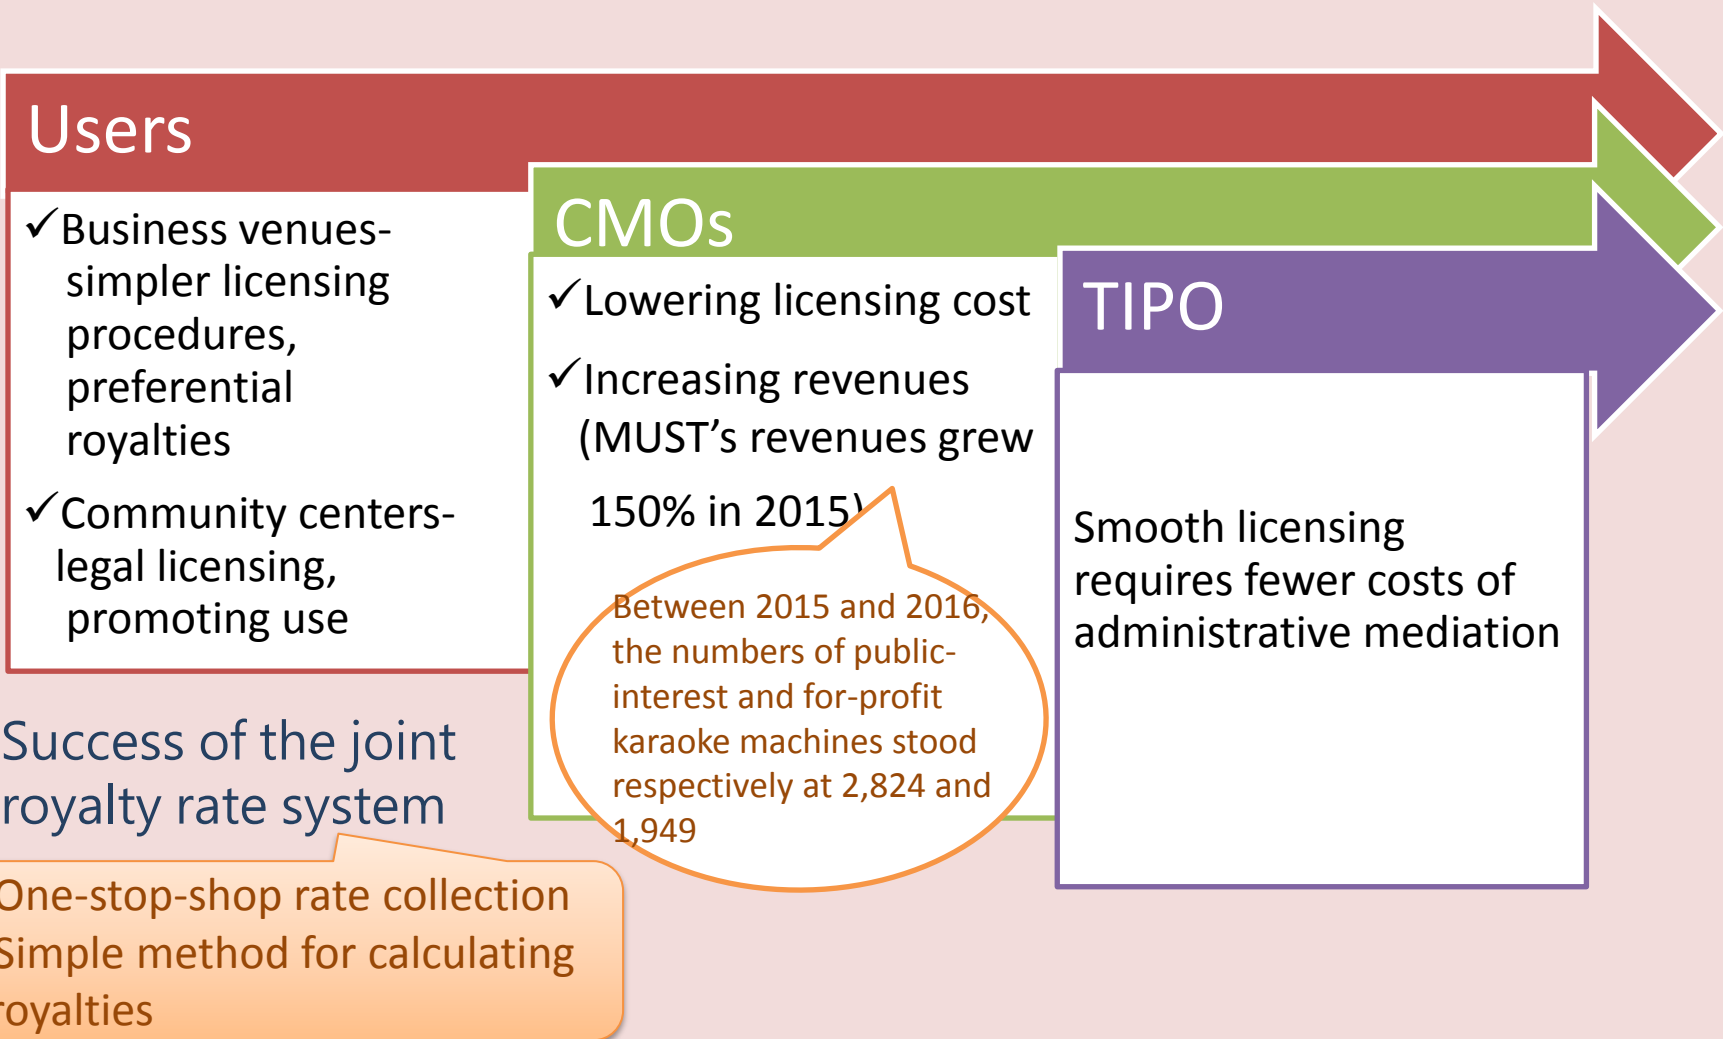 Users
✓Business venues-
simpler licensing
procedures,
preferential
royalties
✓Community centers-
legal licensing,
promoting use
CMOs
✓Lowering licensing cost
✓Increasing revenues
(MUST's revenues grew
150% in 2015)
Between 2015 and 2016,
the numbers of public-
interest and for-profit
karaoke machines stood
respectively at 2,824 and
1,949
TIPO
Smooth licensing
requires fewer costs of
administrative mediation
Success of the joint
royalty rate system
One-stop-shop rate collection
Simple method for calculating
royalties